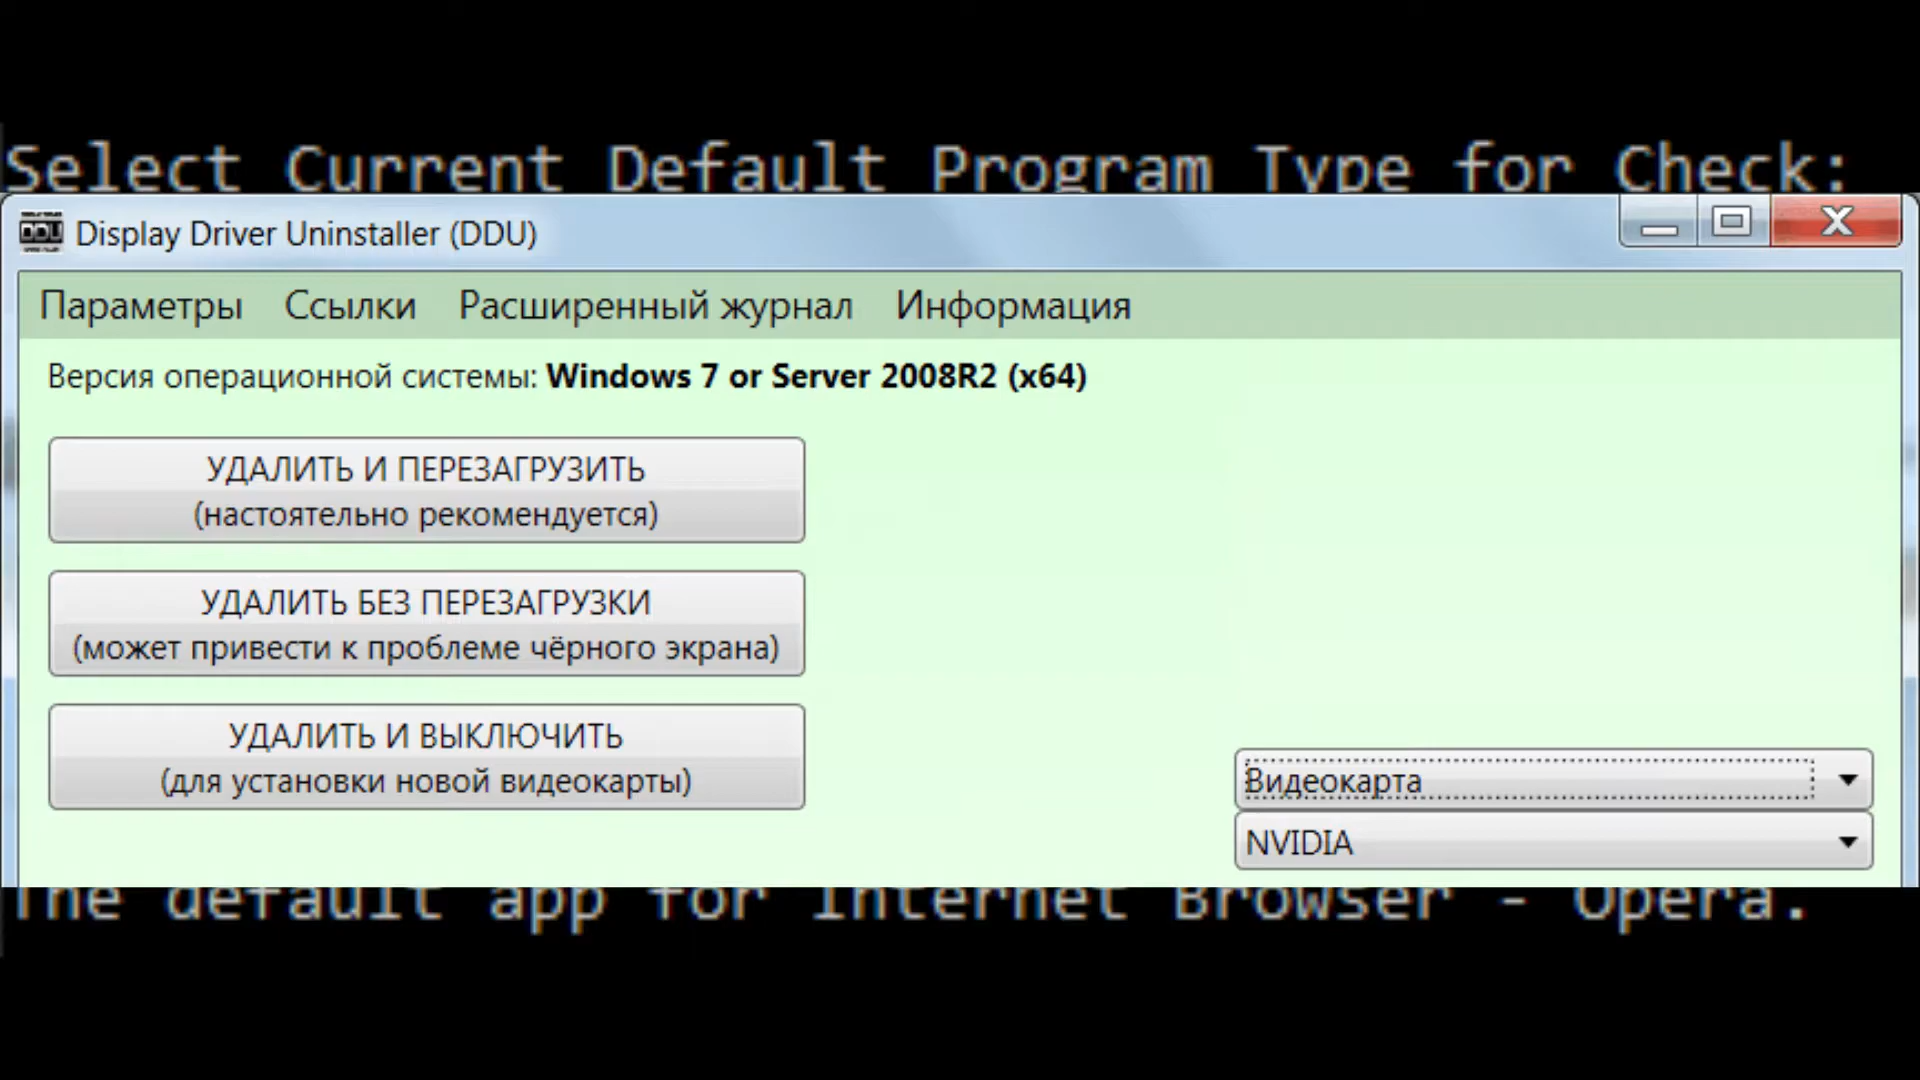 Select Current Default Program Type for Check:
DDU
Display Driver Uninstaller (DDU)
Параметры Ссылки Расширенный журнал Информация
Версия операционной системы: Windows 7 or Server 2008R2 (x64)
УДАЛИТЬ И ПЕРЕЗАГРУЗИТЬ
(настоятельно рекомендуется)
УДАЛИТЬ БЕЗ ПЕРЕЗАГРУЗКИ
(может привести к проблеме чёрного экрана)
УДАЛИТЬ И ВЫКЛЮЧИТЬ
(для установки новой видеокарты)
Видеокарта
NVIDIA
The default app for Internet Browser - Opera.